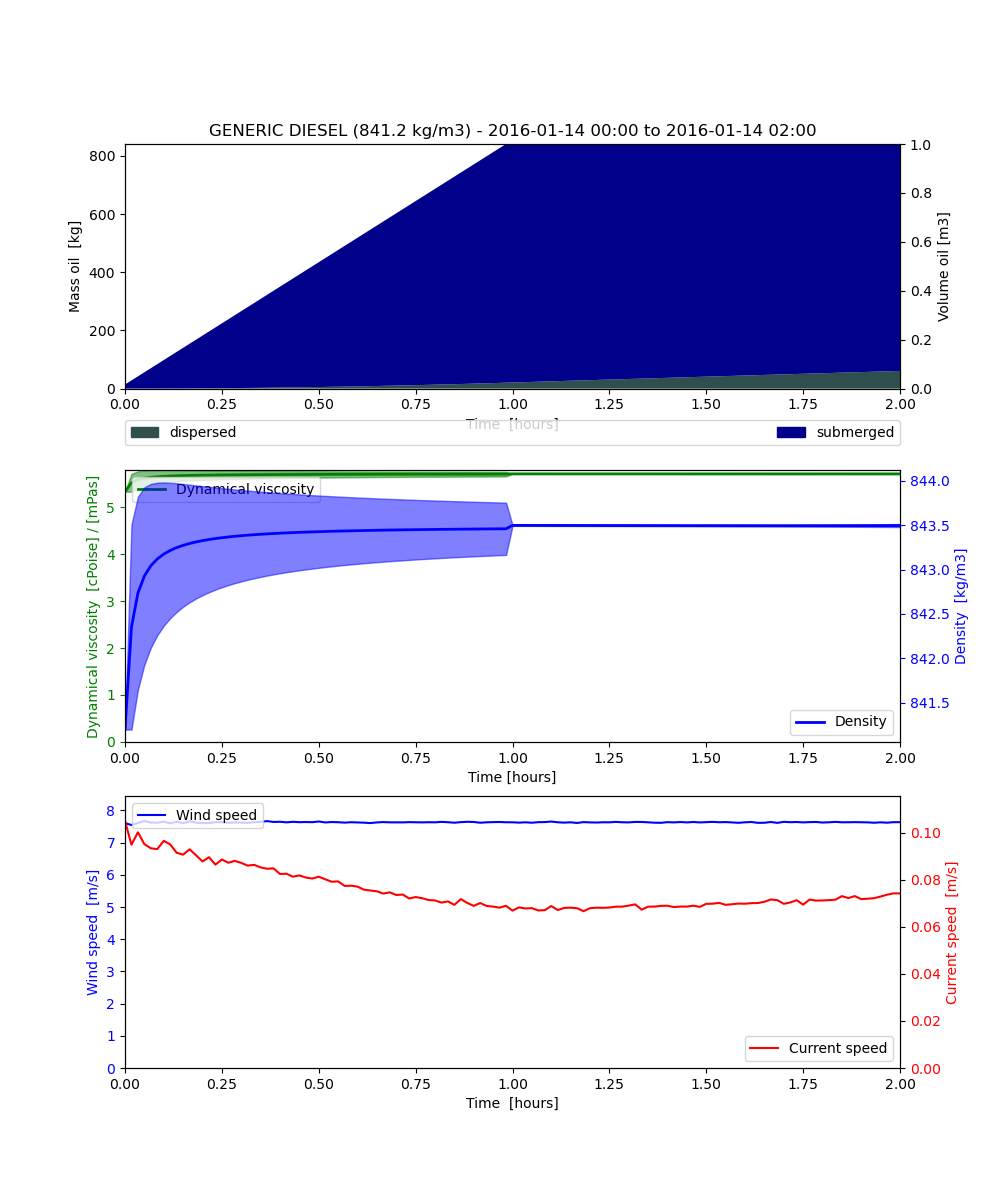 GENERIC DIESEL (841.2 kg/m3) - 2016-01-14 00:00 to 2016-01-14 02:00
Mass oil [kg]
800
600
400
200
0
1.0
0.8
0.6
0.4
0.2
0.0
Volume oil [m3]
0.00 0.25 0.50 0.75 1.00 1.25 1.50 1.75 2.00
Time [hours]
dispersed submerged
Dynamical viscosity [cPoise] / [mPas]
5
4
3
2
1
0
Dynamical viscosity
844.0
843.5
843.0
842.5
842.0
841.5
Density [kg/m3]
Density
0.00 0.25 0.50 0.75 1.00 1.25 1.50 1.75 2.00
Time [hours]
Wind speed [m/s]
8
7
6
5
4
3
2
1
0
Wind speed
0.10
0.08
0.06
0.04
0.02
0.00
Current speed [m/s]
Current speed
0.00 0.25 0.50 0.75 1.00 1.25 1.50 1.75 2.00
Time [hours]